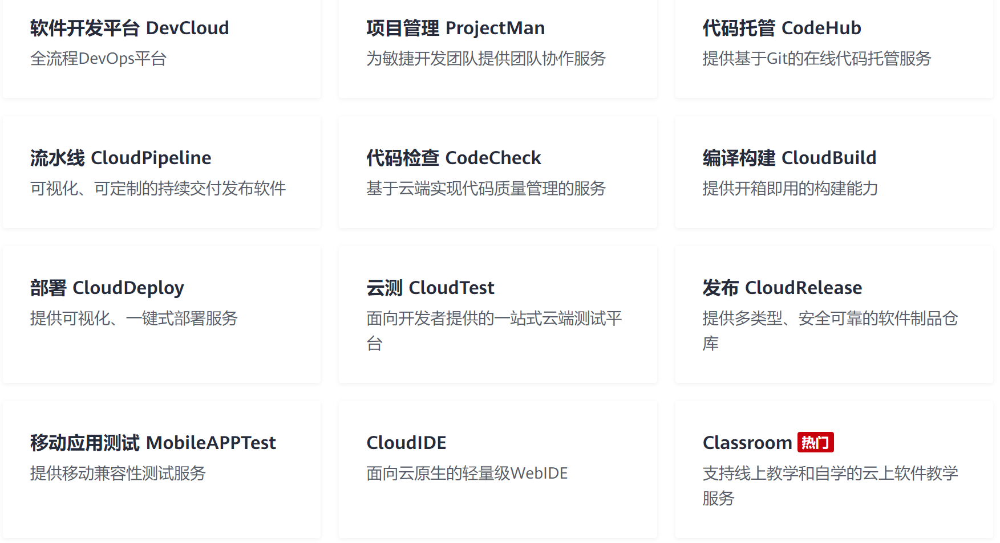 软件开发平台 DevCloud
全流程DevOps平台
项目管理 ProjectMan
为敏捷开发团队提供团队协作服务
代码托管 CodeHub
提供基于Git的在线代码托管服务
流水线 CloudPipeline
可视化、可定制的持续交付发布软件
代码检查 CodeCheck
基于云端实现代码质量管理的服务
编译构建 CloudBuild
提供开箱即用的构建能力
部署 CloudDeploy
提供可视化、一键式部署服务
云测 CloudTest
面向开发者提供的一站式云端测试平
台
发布 CloudRelease
提供多类型、安全可靠的软件制品仓
库
移动应用测试 MobileAPPTest
提供移动兼容性测试服务
CloudIDE
面向云原生的轻量级WebIDE
Classroom 热门
支持线上教学和自学的云上软件教学
服务